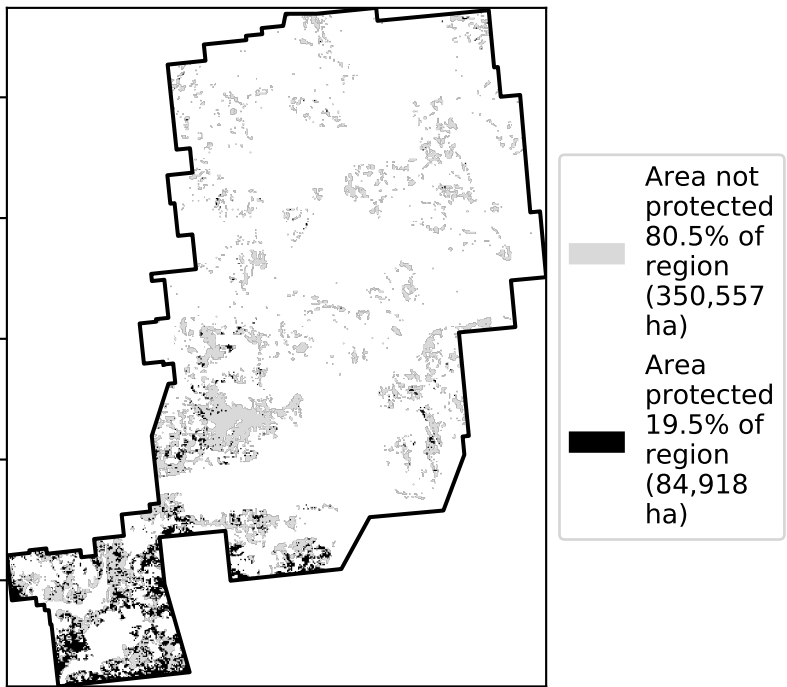 Area not
protected
80.5% of
region
(350,557
ha)
Area
protected
19.5% of
region
(84,918
ha)